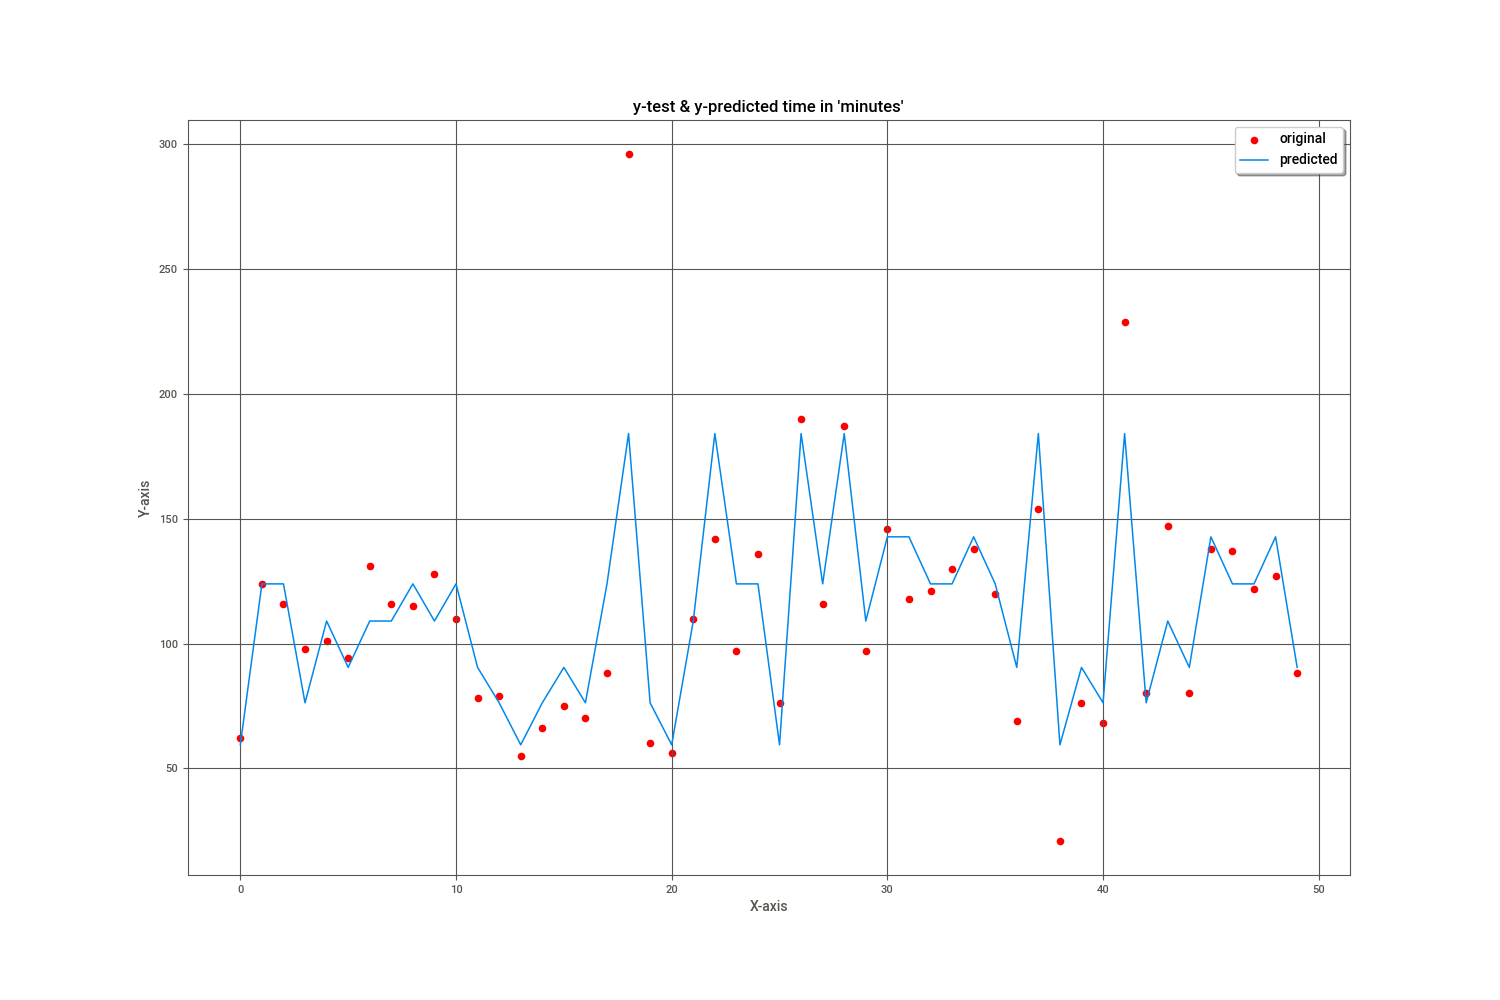 y-test & y-predicted time in 'minutes'
original
predicted
300
250
200
150
100
50
Y-axis
0 10 20 30 40 50
X-axis